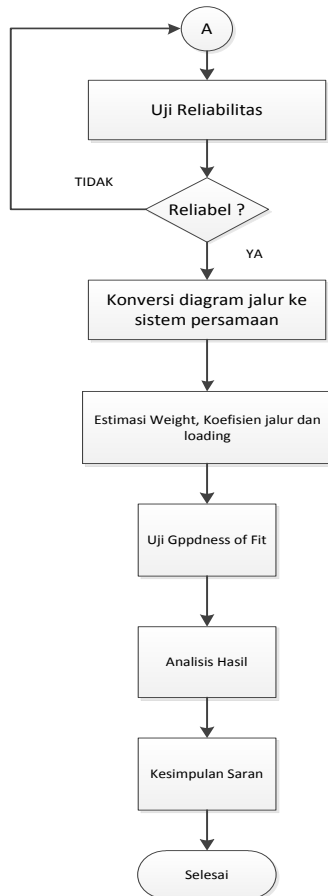 A
Uji Reliabilitas
TIDAK
Reliabel ?
YA
Konversi diagram jalur ke
sistem persamaan
Estimasi Weight, Koefisien jalur dan
loading
Uji Gppdness of Fit
Analisis Hasil
Kesimpulan Saran
Selesai